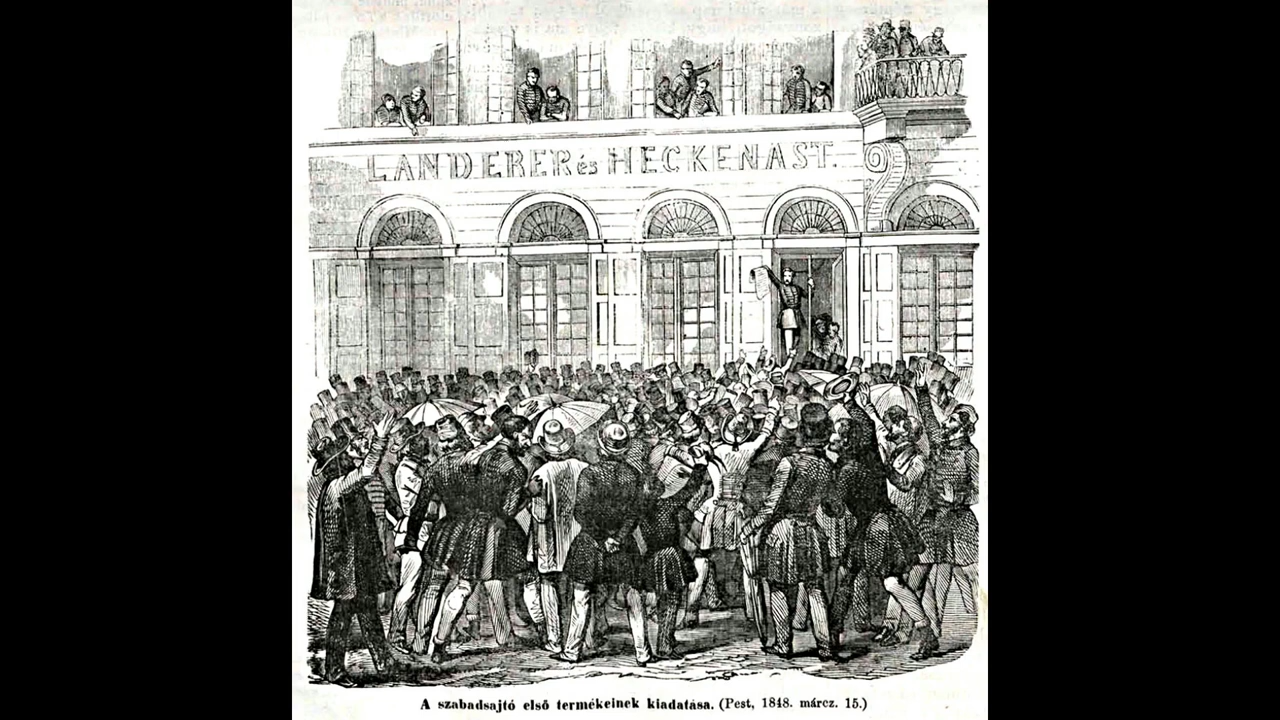 LANDERER és HECKENAST.
A szabadsajtó első termékeinek kiadatása. (Pest, 1848. márcz. 15.)